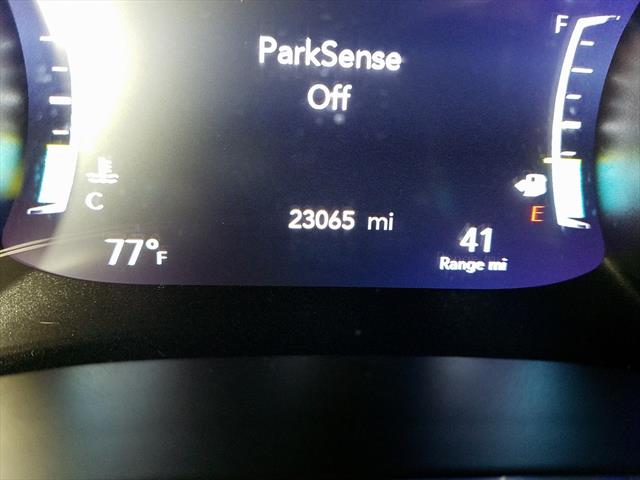 F
ParkSense
Off
C
E
23065 mi
41
77°F
Range mi